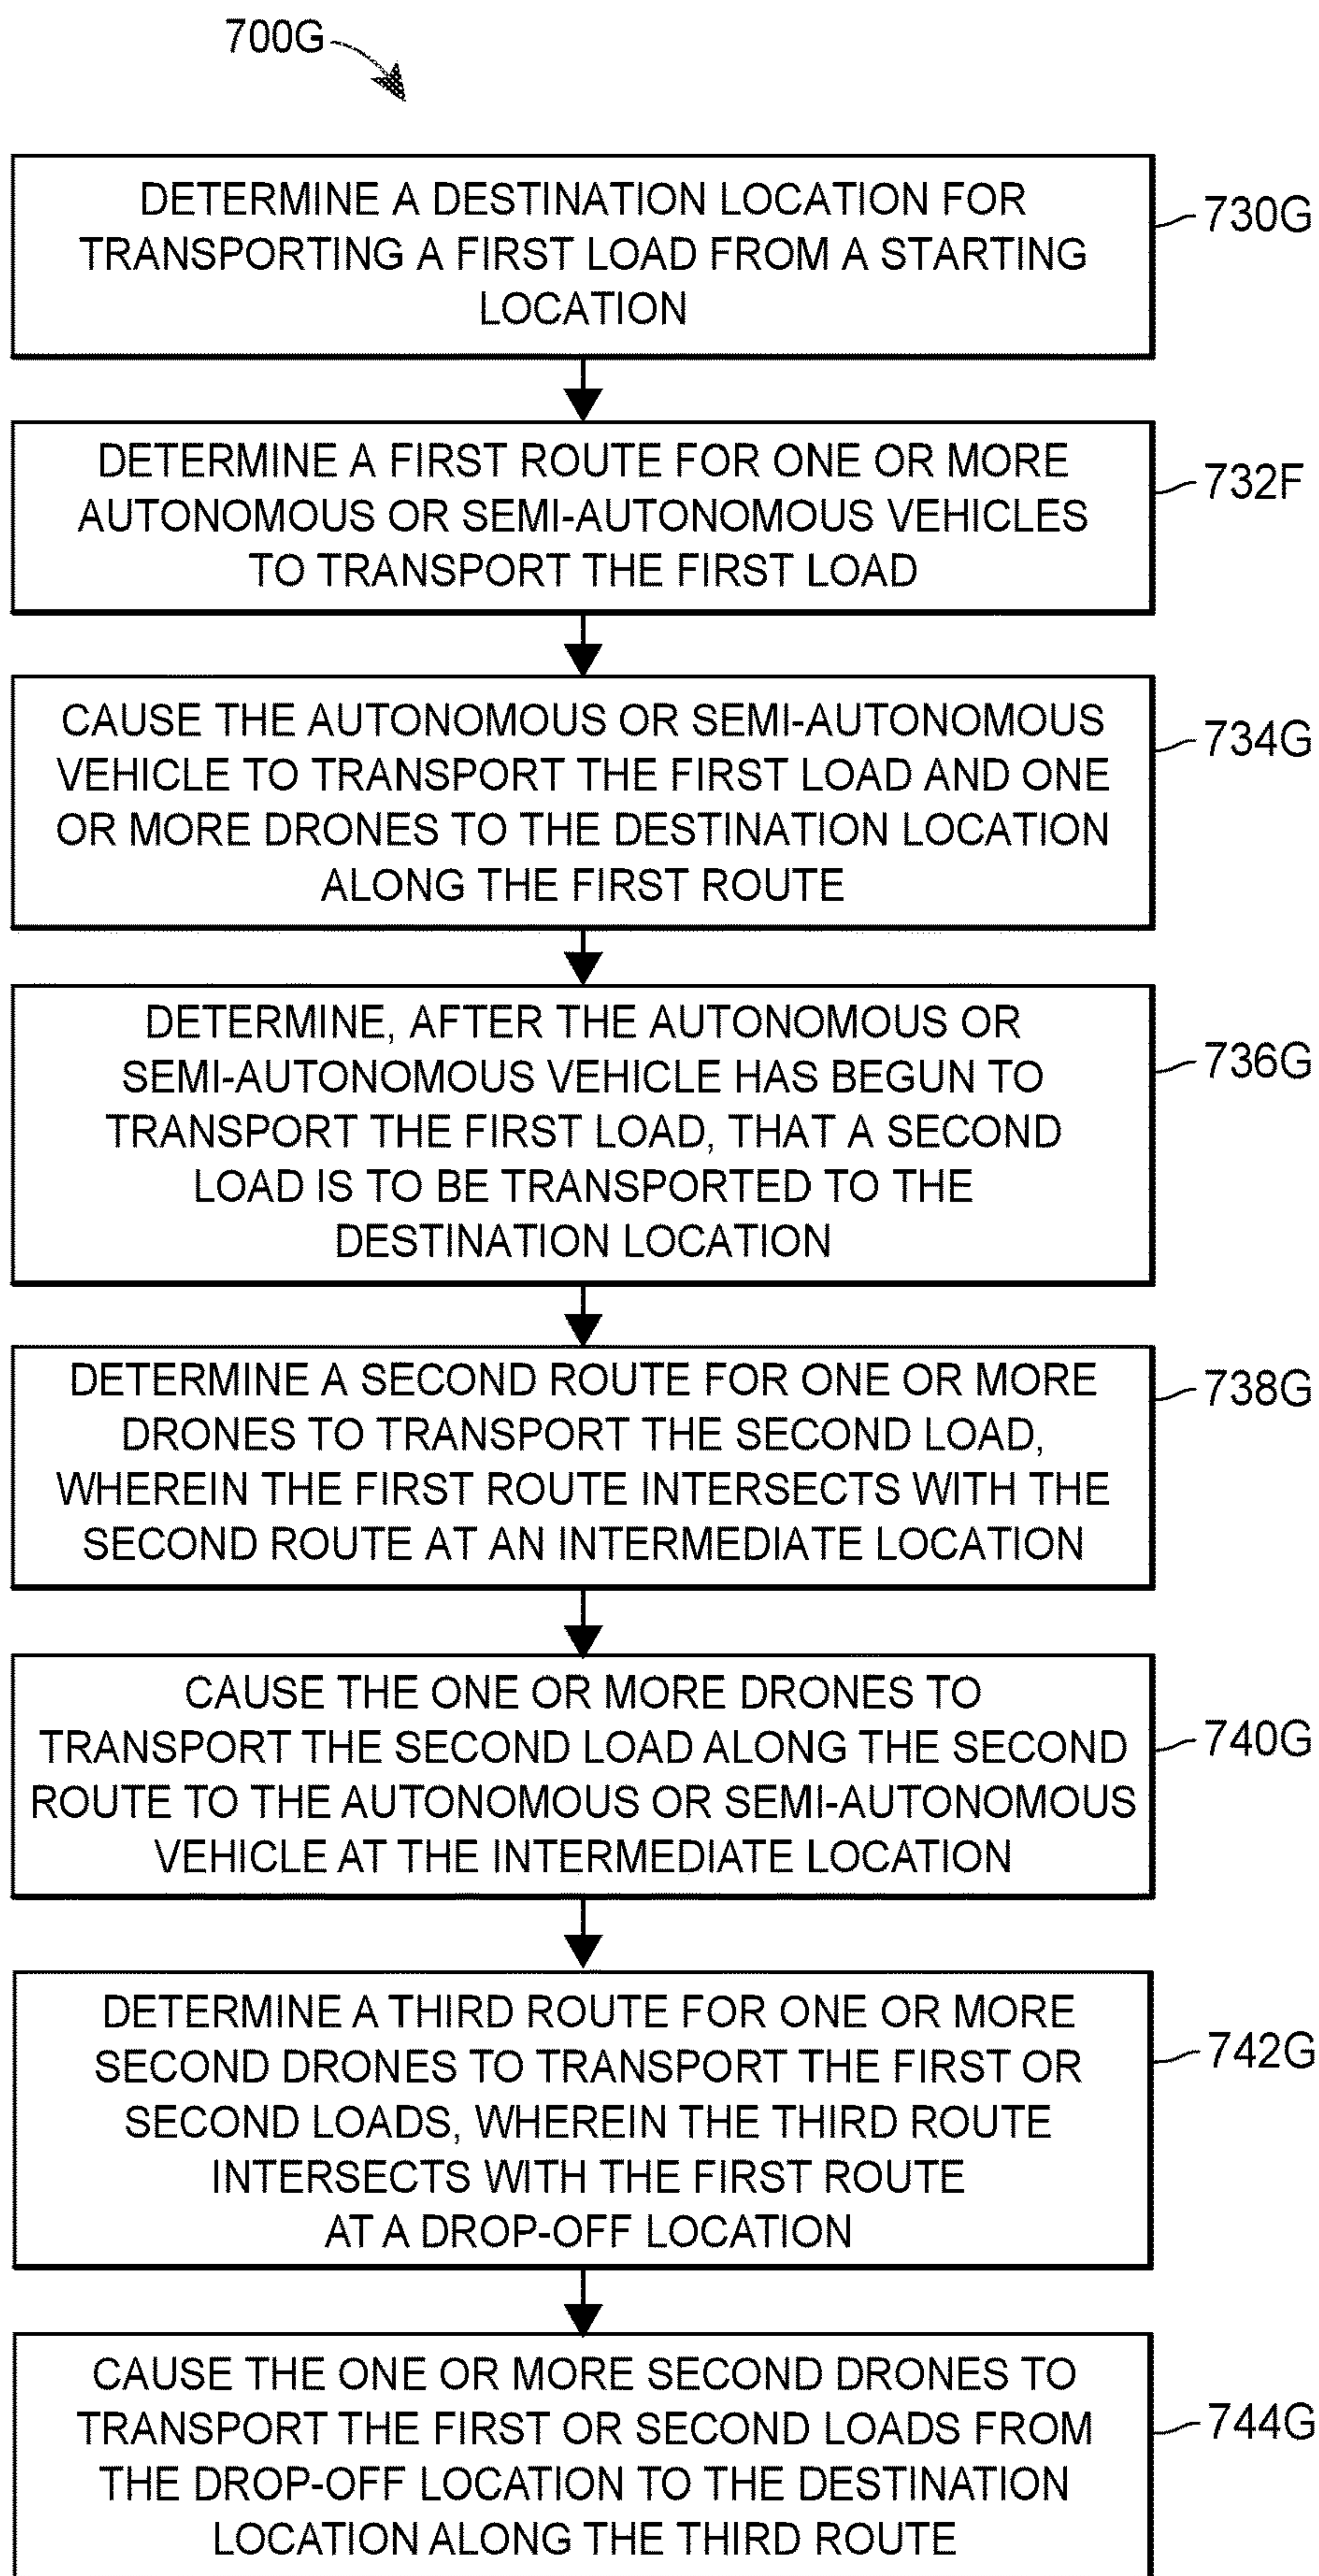 700G
DETERMINE A DESTINATION LOCATION FOR
TRANSPORTING A FIRST LOAD FROM A STARTING
LOCATION
730G
DETERMINE A FIRST ROUTE FOR ONE OR MORE
AUTONOMOUS OR SEMI-AUTONOMOUS VEHICLES
TO TRANSPORT THE FIRST LOAD
732F
CAUSE THE AUTONOMOUS OR SEMI-AUTONOMOUS
VEHICLE TO TRANSPORT THE FIRST LOAD AND ONE
OR MORE DRONES TO THE DESTINATION LOCATION
ALONG THE FIRST ROUTE
734G
DETERMINE, AFTER THE AUTONOMOUS OR
SEMI-AUTONOMOUS VEHICLE HAS BEGUN TO
TRANSPORT THE FIRST LOAD, THAT A SECOND
LOAD IS TO BE TRANSPORTED TO THE
DESTINATION LOCATION
736G
DETERMINE A SECOND ROUTE FOR ONE OR MORE
DRONES TO TRANSPORT THE SECOND LOAD,
WHEREIN THE FIRST ROUTE INTERSECTS WITH THE
SECOND ROUTE AT AN INTERMEDIATE LOCATION
738G
CAUSE THE ONE OR MORE DRONES TO
TRANSPORT THE SECOND LOAD ALONG THE SECOND
ROUTE TO THE AUTONOMOUS OR SEMI-AUTONOMOUS
VEHICLE AT THE INTERMEDIATE LOCATION
740G
DETERMINE A THIRD ROUTE FOR ONE OR MORE
SECOND DRONES TO TRANSPORT THE FIRST OR
SECOND LOADS, WHEREIN THE THIRD ROUTE
INTERSECTS WITH THE FIRST ROUTE
AT A DROP-OFF LOCATION
742G
CAUSE THE ONE OR MORE SECOND DRONES TO
TRANSPORT THE FIRST OR SECOND LOADS FROM
THE DROP-OFF LOCATION TO THE DESTINATION
LOCATION ALONG THE THIRD ROUTE
744G